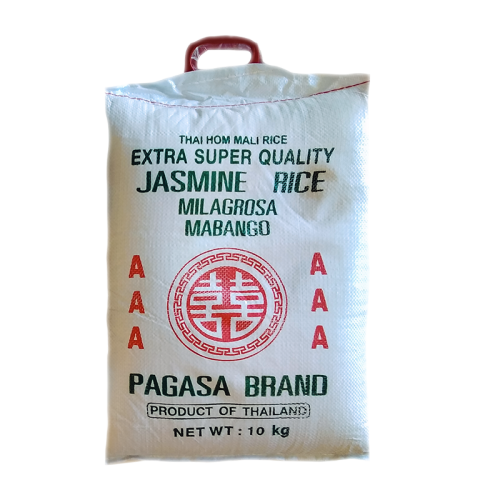 THAI HOM MALI RICE
EXTRA SUPER QUALITY
JASMINE RICE
MILAGROSA
MABANGO
A A
A A
A A
囍
PAGASA BRAND
PRODUCT OF THAILAND
NET WT : 10 kg